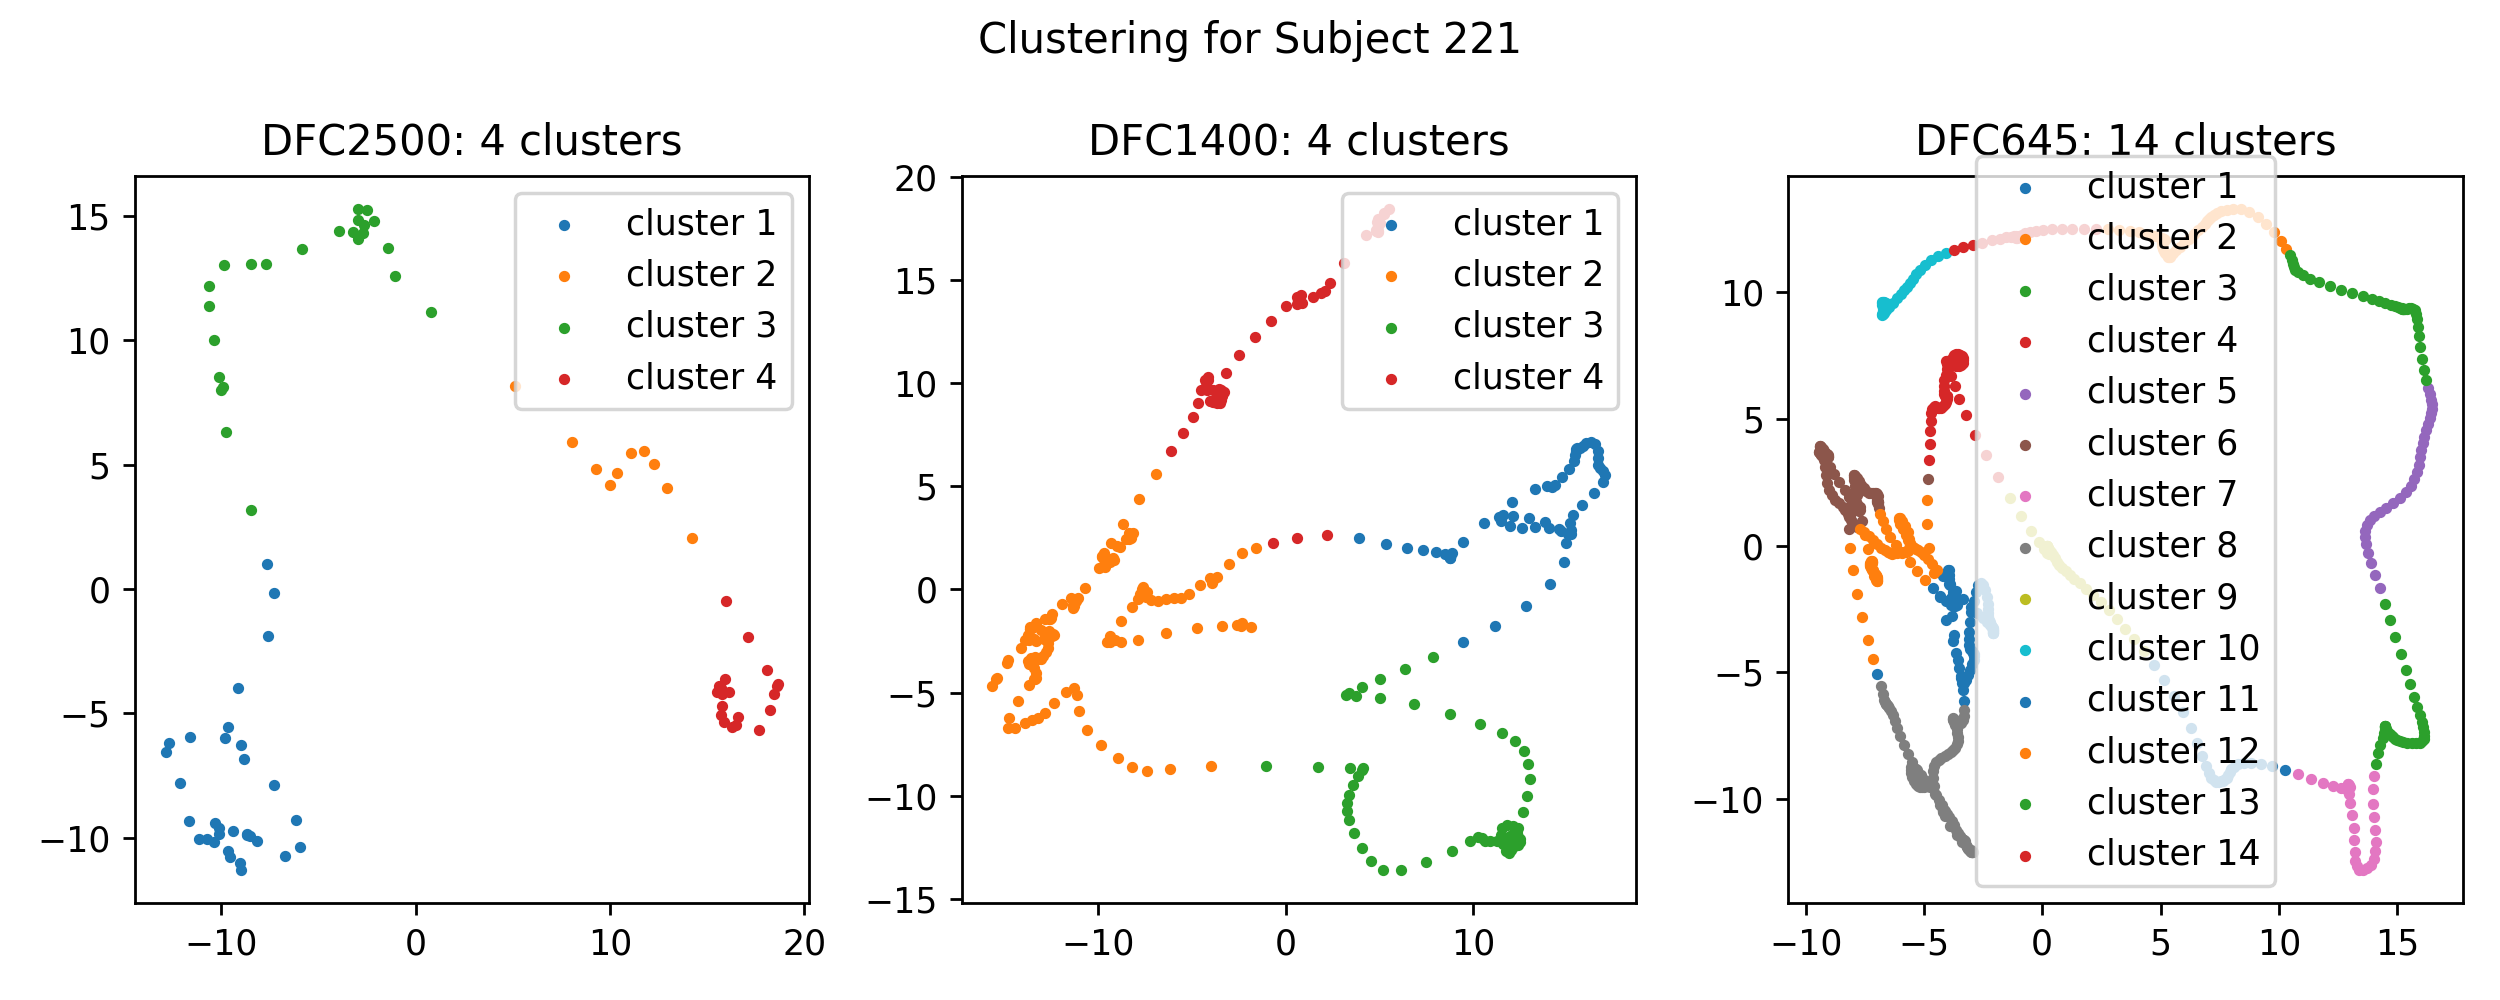 Clustering for Subject 221
DFC2500: 4 clusters
15
10
5
0
−5
−10
−10
0
10
20
cluster 1
cluster 2
cluster 3
cluster 4
DFC1400: 4 clusters
20
15
10
5
0
−5
−10
−15
−10
0
10
cluster 1
cluster 2
cluster 3
cluster 4
DFC645: 14 clusters
10
5
0
−5
−10
−10
−5
0
5
10
15
cluster 1
cluster 2
cluster 3
cluster 4
cluster 5
cluster 6
cluster 7
cluster 8
cluster 9
cluster 10
cluster 11
cluster 12
cluster 13
cluster 14